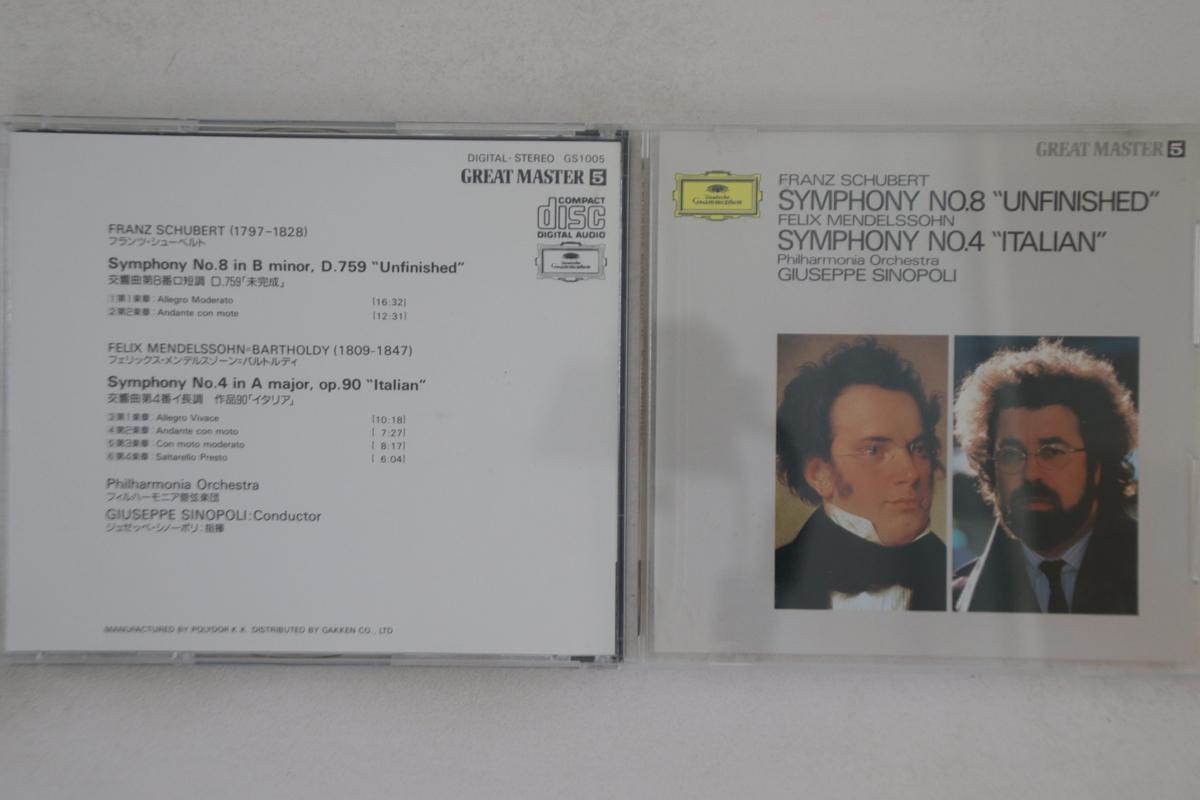 DIGITAL·STEREO GS1005
GREAT MASTER 5
COMPACT
disc
DIGITAL AUDIO
Deutsche
Grammophon
FRANZ SCHUBERT (1797-1828)
フランツ・シューベルト
Symphony No.8 in B minor, D.759 "Unfinished"
交響曲第8番ロ短調 D.759「未完成」
1 第1楽章:Allegro Moderato [16:32]
2 第2楽章:Andante con mote [12:31]
FELIX MENDELSSOHN=BARTHOLDY (1809-1847)
フェリックス・メンデルスゾーン=バルトルディ
Symphony No.4 in A major, op.90 "Italian"
交響曲第4番イ長調 作品90「イタリア」
3 第1楽章:Allegro Vivace [10:18]
4 第2楽章:Andante con moto [ 7:27]
5 第3楽章:Con moto moderato [ 8:17]
6 第4楽章:Saltarello:Presto [ 6:04]
Philharmonia Orchestra
フィルハーモニア管弦楽団
GIUSEPPE SINOPOLI:Conductor
ジュゼッペ・シノーポリ:指揮
MANUFACTURED BY POLYDOR K.K. DISTRIBUTED BY GAKKEN CO., LTD
GREAT MASTER 5
Deutsche
Grammophon
FRANZ SCHUBERT
SYMPHONY NO.8 "UNFINISHED"
FELIX MENDELSSOHN
SYMPHONY NO.4 "ITALIAN"
Philharmonia Orchestra
GIUSEPPE SINOPOLI